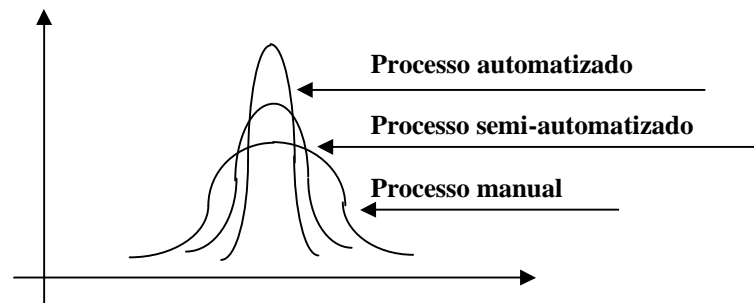 Processo automatizado
Processo semi-automatizado
Processo manual